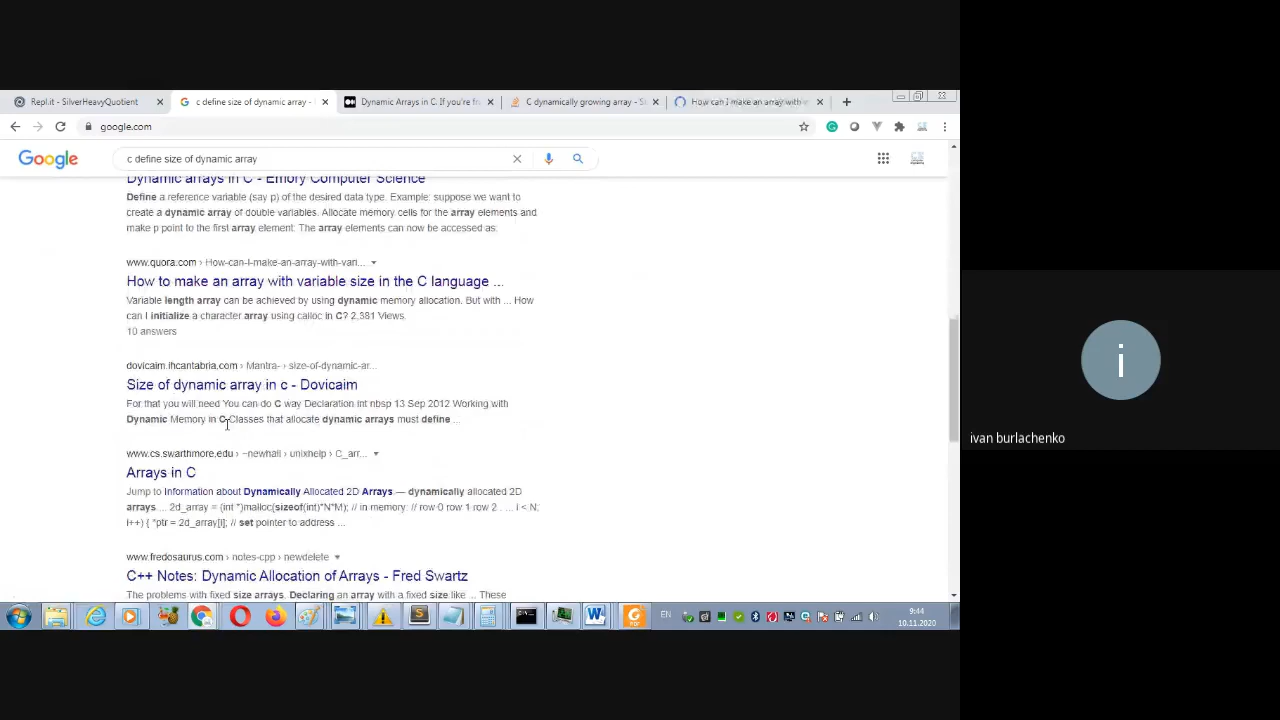 Repl.it - SilverHeavyQuotient
c define size of dynamic array -
Dynamic Arrays in C. If you're fr
C dynamically growing array - S
How can I make an array with
google.com
Google
c define size of dynamic array
Dynamic arrays in C - Emory Computer Science
Define a reference variable (say p) of the desired data type. Example: suppose we want to
create a dynamic array of double variables. Allocate memory cells for the array elements and
make p point to the first array element: The array elements can now be accessed as:
www.quora.com › How-can-I-make-an-array-with-vari...
How to make an array with variable size in the C language ...
Variable length array can be achieved by using dynamic memory allocation. But with ... How
can I initialize a character array using calloc in C? 2,381 Views.
10 answers
dovicaim.ihcantabria.com › Mantra- › size-of-dynamic-ar...
Size of dynamic array in c - Dovicaim
For that you will need You can do C way Declaration int nbsp 13 Sep 2012 Working with
Dynamic Memory in C Classes that allocate dynamic arrays must define ...
www.cs.swarthmore.edu › ~newhall › unixhelp › C_arr...
Arrays in C
Jump to Information about Dynamically Allocated 2D Arrays — dynamically allocated 2D
arrays ... 2d_array = (int *)malloc(sizeof(int)*N*M); // in memory: // row 0 row 1 row 2 .. ... i < N;
i++) { *ptr = 2d_array[i]; // set pointer to address ...
www.fredosaurus.com › notes-cpp › newdelete
C++ Notes: Dynamic Allocation of Arrays - Fred Swartz
The problems with fixed size arrays. Declaring an array with a fixed size like ... These
EN
9:44
10.11.2020
i
ivan burlachenko